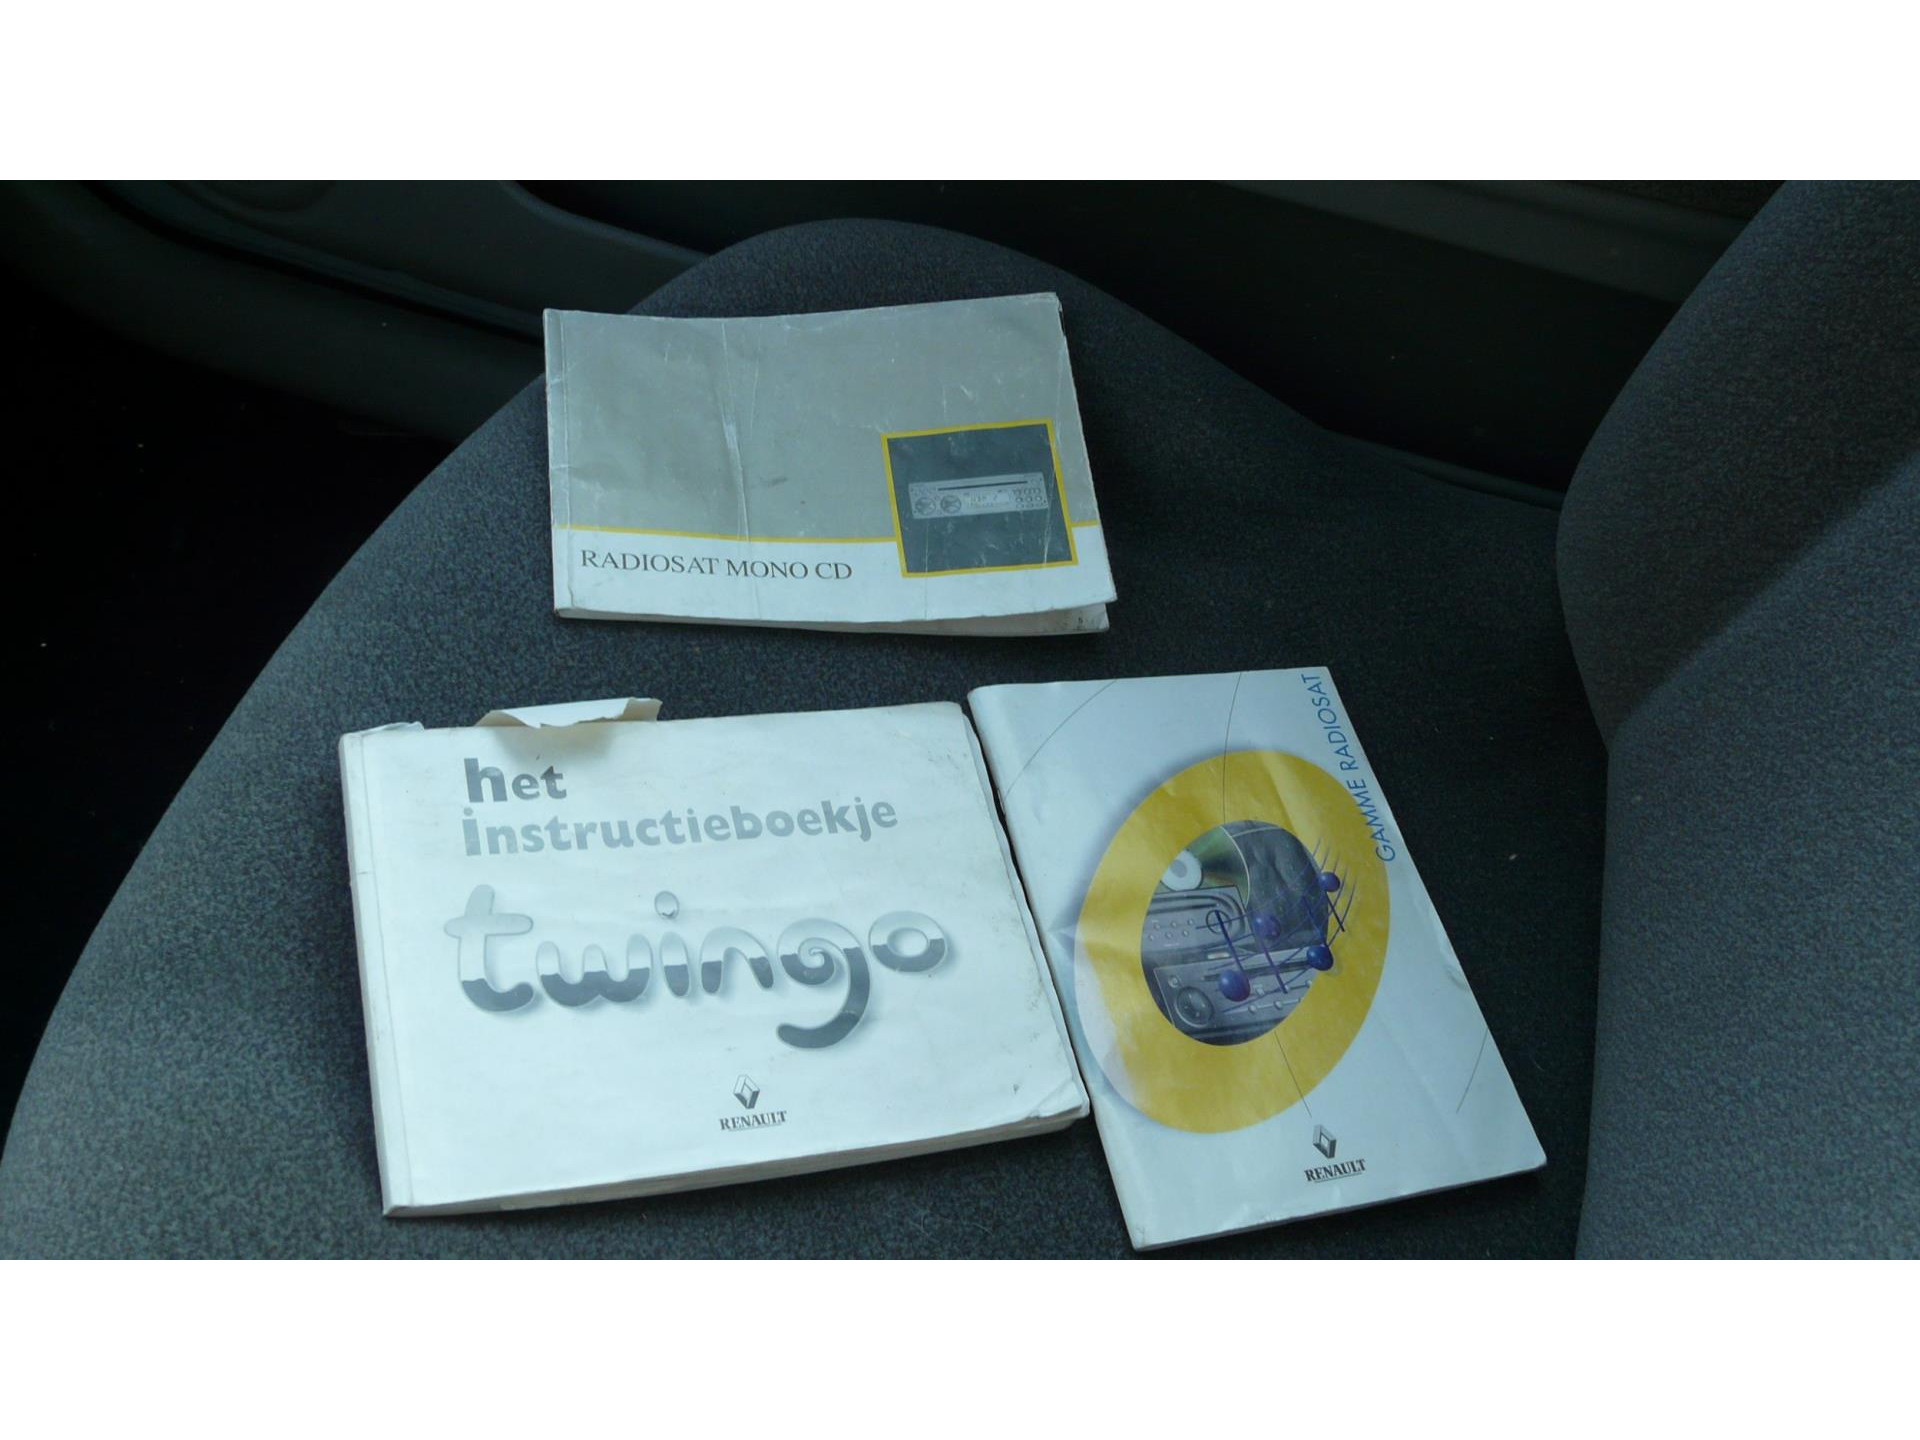 RADIOSAT MONO CD
het
instructieboekje
twingo
RENAULT
GAMME RADIOSAT
RENAULT